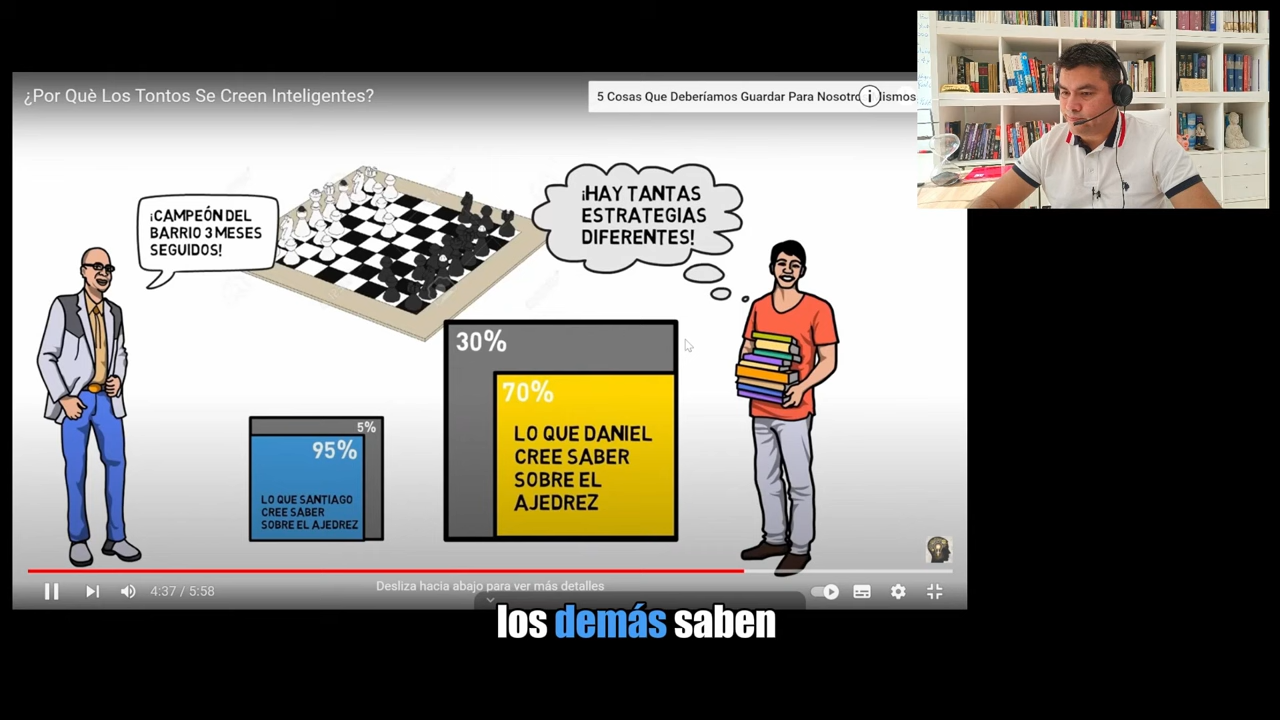 ¿Por Què Los Tontos Se Creen Inteligentes?
5 Cosas Que Deberíamos Guardar Para
¡CAMPEÓN DEL
BARRIO 3 MESES
SEGUIDOS!
¡HAY TANTAS
ESTRATEGIAS
DIFERENTES!
30%
70%
LO QUE DANIEL
CREE SABER
SOBRE EL
AJEDREZ
5%
95%
LO QUE SANTIAGO
CREE SABER
SOBRE EL AJEDREZ
4:37 / 5:58
Desliza hacia abajo para ver más detalles
los demás saben